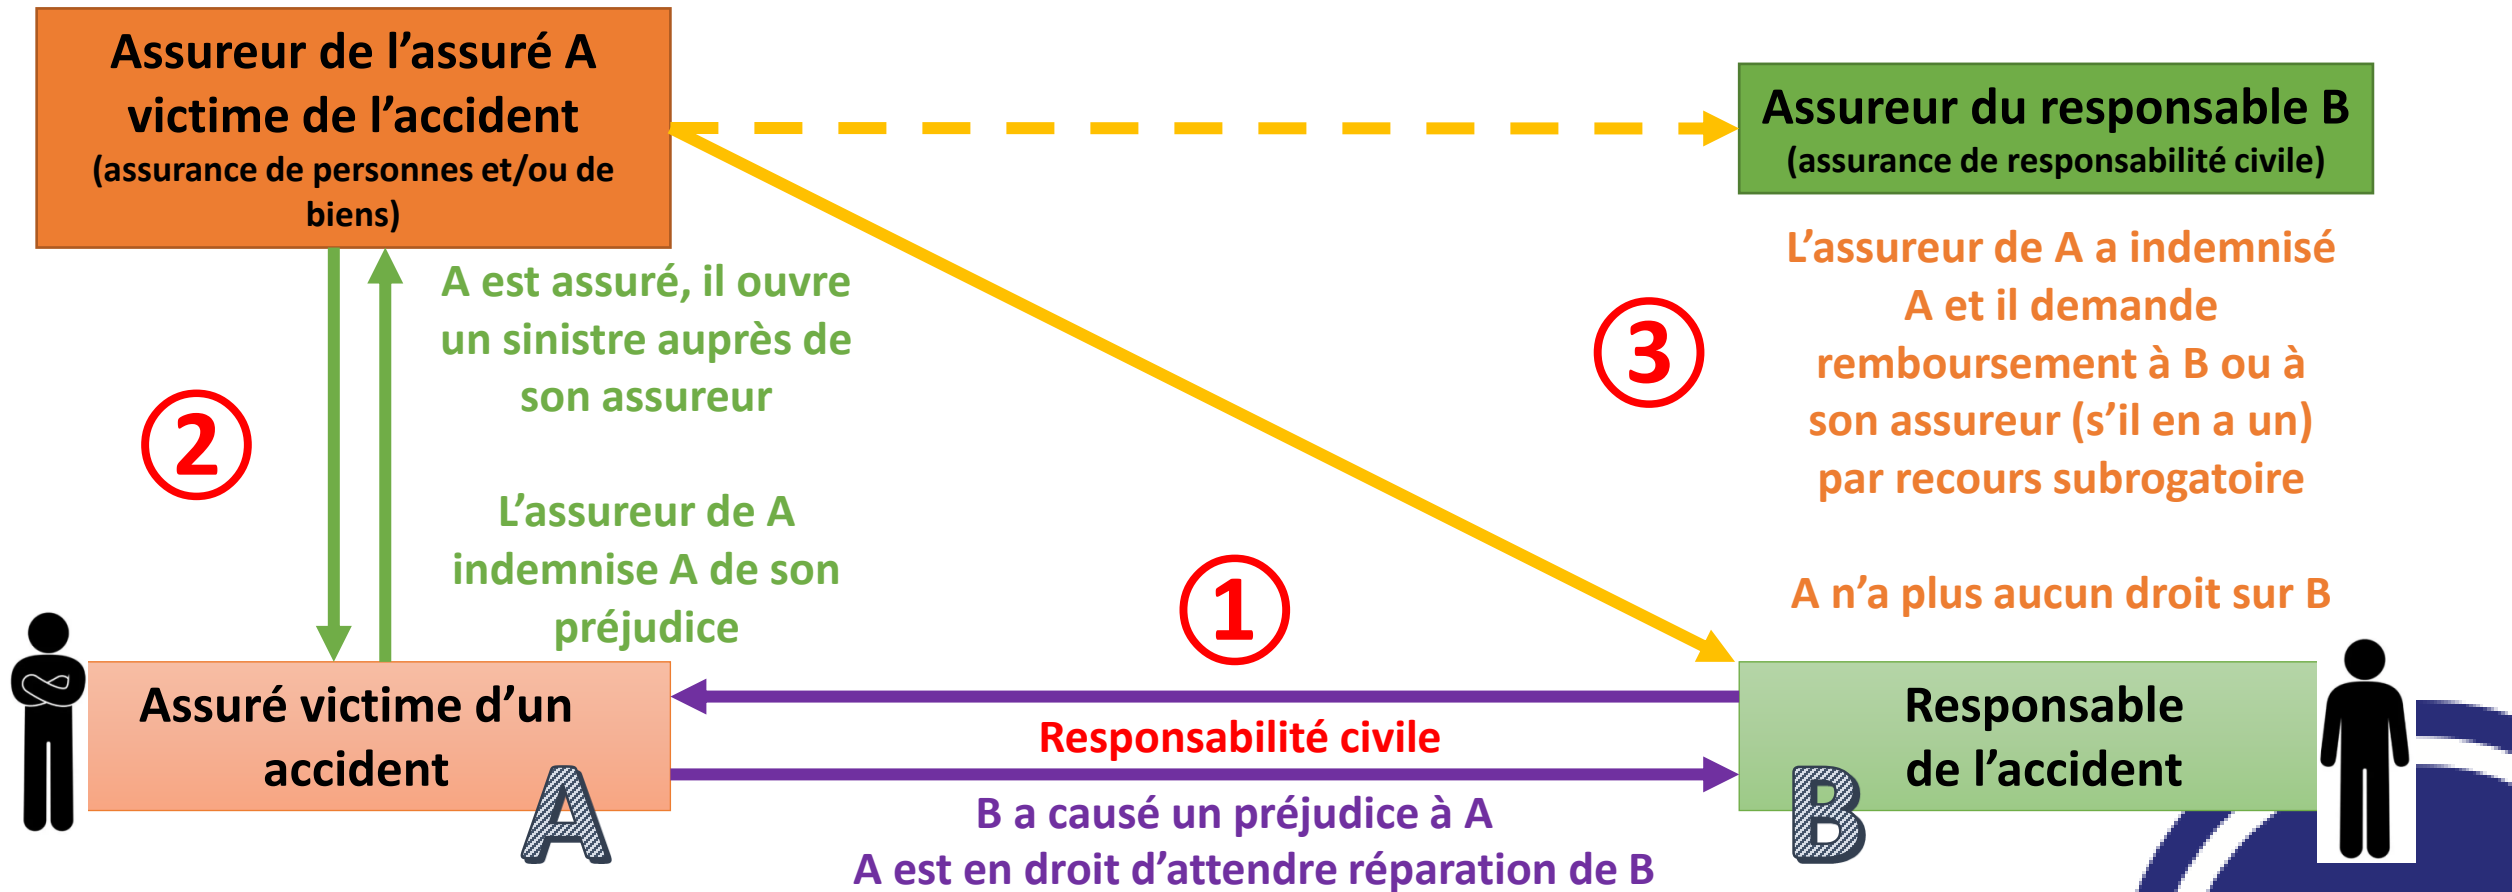 Assureur de l’assuré A
victime de l’accident
(assurance de personnes et/ou de
biens)
Assureur du responsable B
(assurance de responsabilité civile)
A est assuré, il ouvre
un sinistre auprès de
son assureur
L’assureur de A
indemnise A de son
préjudice
2
L’assureur de A a indemnisé
A et il demande
remboursement à B ou à
son assureur (s’il en a un)
par recours subrogatoire
A n’a plus aucun droit sur B
3
1
Assuré victime d’un
accident
A
Responsabilité civile
B a causé un préjudice à A
A est en droit d’attendre réparation de B
Responsable
de l’accident
B